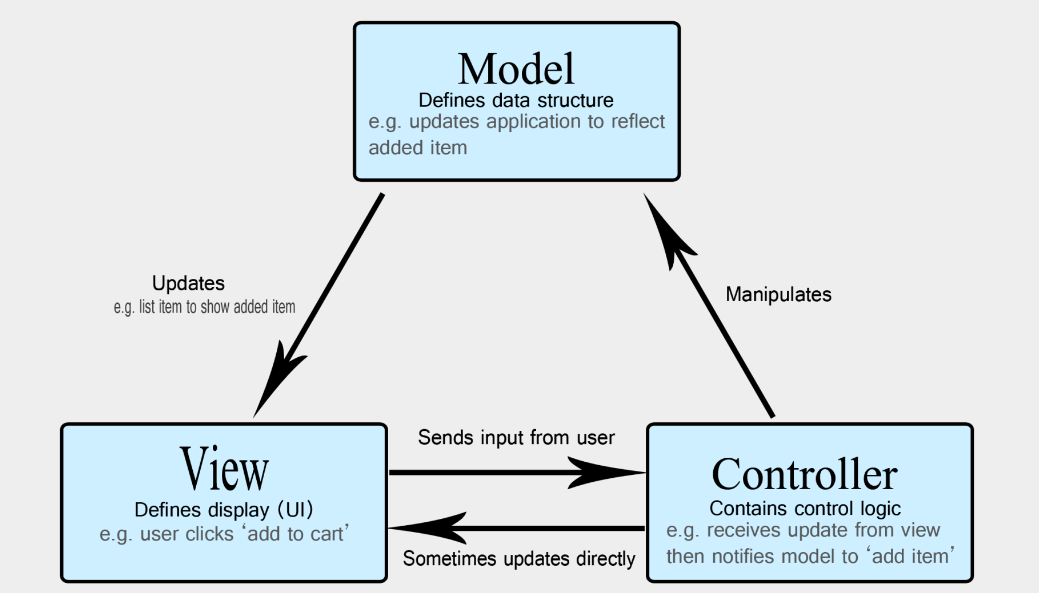 Model
Defines data structure
e.g. updates application to reflect
added item
Updates
e.g. list item to show added item
Manipulates
View
Defines display (UI)
e.g. user clicks ‘add to cart’
Sends input from user
Sometimes updates directly
Controller
Contains control logic
e.g. receives update from view
then notifies model to ‘add item’